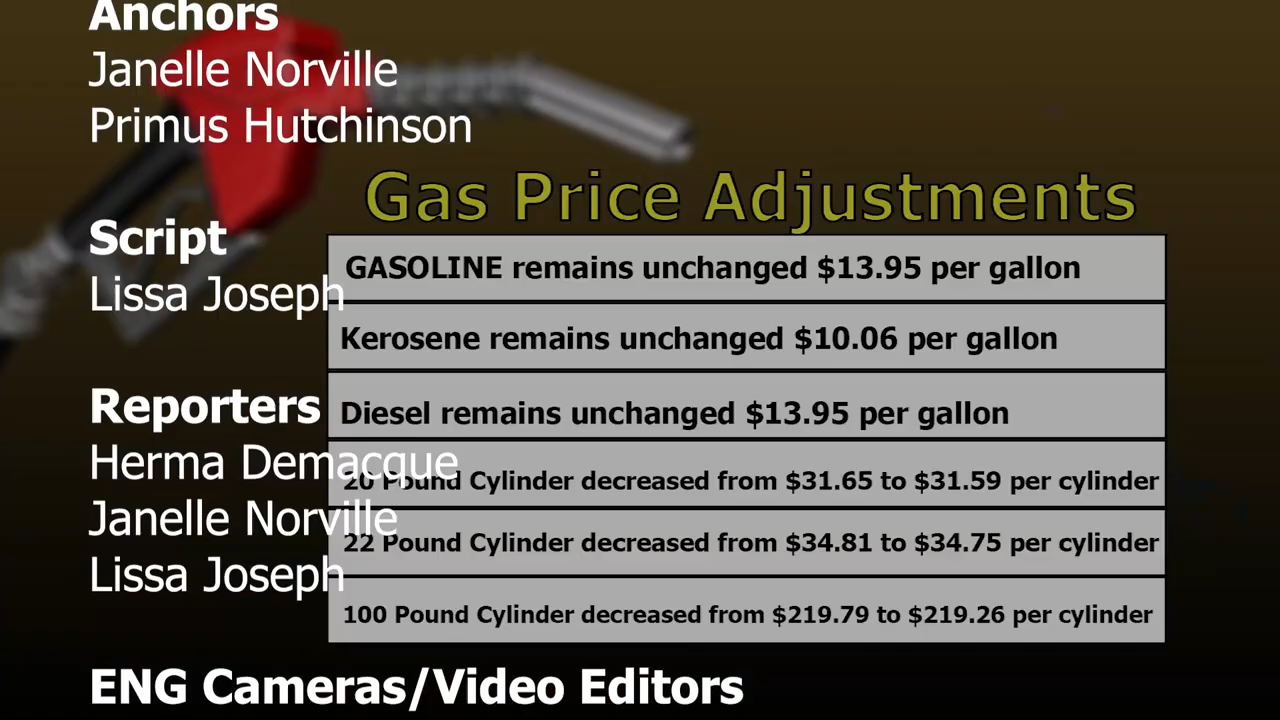 Anchors
Janelle Norville
Primus Hutchinson
Gas Price Adjustments
Script
Lissa Joseph
GASOLINE remains unchanged $13.95 per gallon
Kerosene remains unchanged $10.06 per gallon
Reporters
Diesel remains unchanged $13.95 per gallon
Herma Demacque
20 Pound Cylinder decreased from $31.65 to $31.59 per cylinder
Janelle Norville
22 Pound Cylinder decreased from $34.81 to $34.75 per cylinder
Lissa Joseph
100 Pound Cylinder decreased from $219.79 to $219.26 per cylinder
ENG Cameras/Video Editors